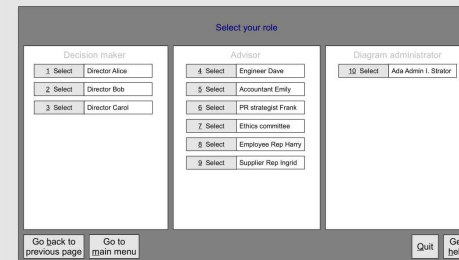 Select your role
Decision maker
1 Select Director Alice
2 Select Director Bob
3 Select Director Carol
Advisor
4 Select Engineer Dave
5 Select Accountant Emily
6 Select PR strategist Frank
7 Select Ethics committee
8 Select Employee Rep Harry
9 Select Supplier Rep Ingrid
Diagram administrator
10 Select Ada Admin I. Strator
Go back to
previous page
Go to
main menu
Quit